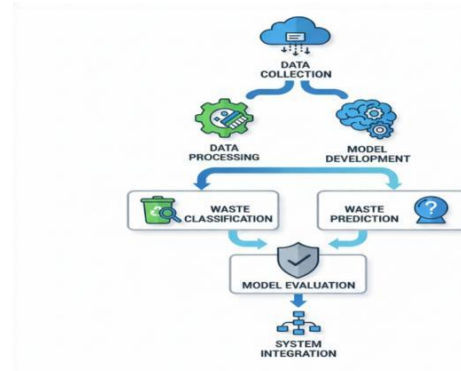 DATA
COLLECTION
DATA
PROCESSING
MODEL
DEVELOPMENT
WASTE
CLASSIFICATION
WASTE
PREDICTION
?
MODEL EVALUATION
SYSTEM
INTEGRATION